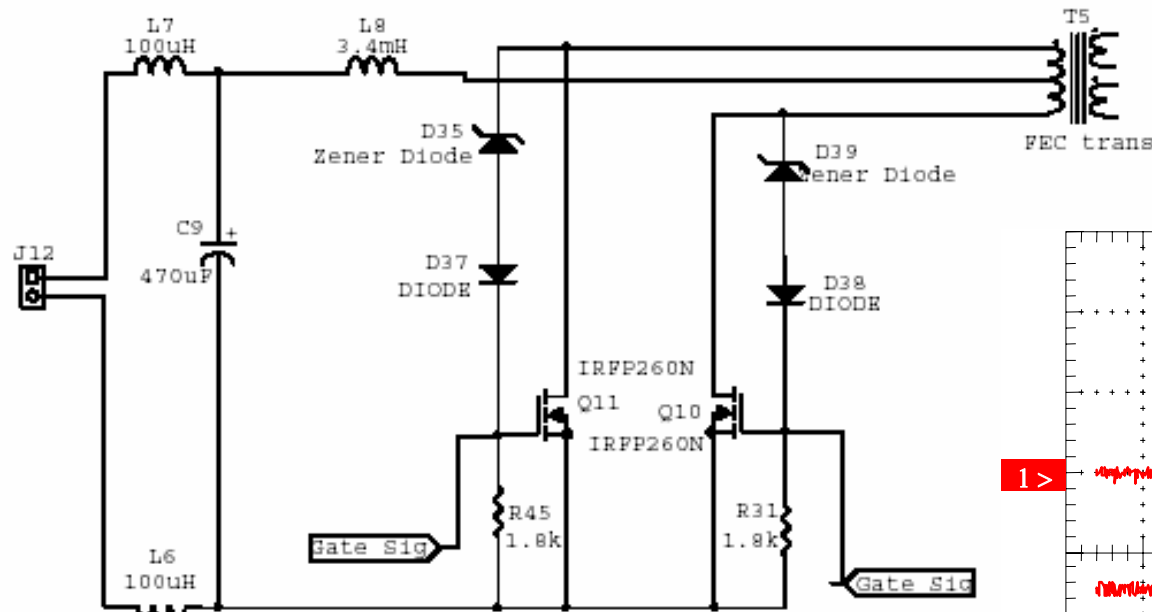 L7
100uH
L8
3.4mH
T5
FEC trans
D35
Zener Diode
D39
ener Diode
C9
+
470uF
J12
D37
DIODE
D38
DIODE
IRFP260N
Q11
Q10
IRFP260N
R45
1.8k
R31
1.8k
Gate Sig
Gate Sig
L6
100uH
1 >